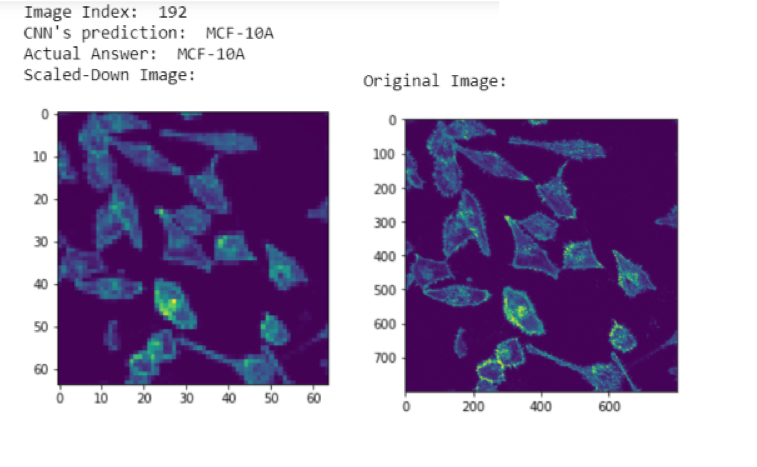 Image Index:  192
CNN's prediction:  MCF-10A
Actual Answer:  MCF-10A
Scaled-Down Image:
Original Image:
0
10
20
30
40
50
60
0 10 20 30 40 50 60
0
100
200
300
400
500
600
700
0 200 400 600